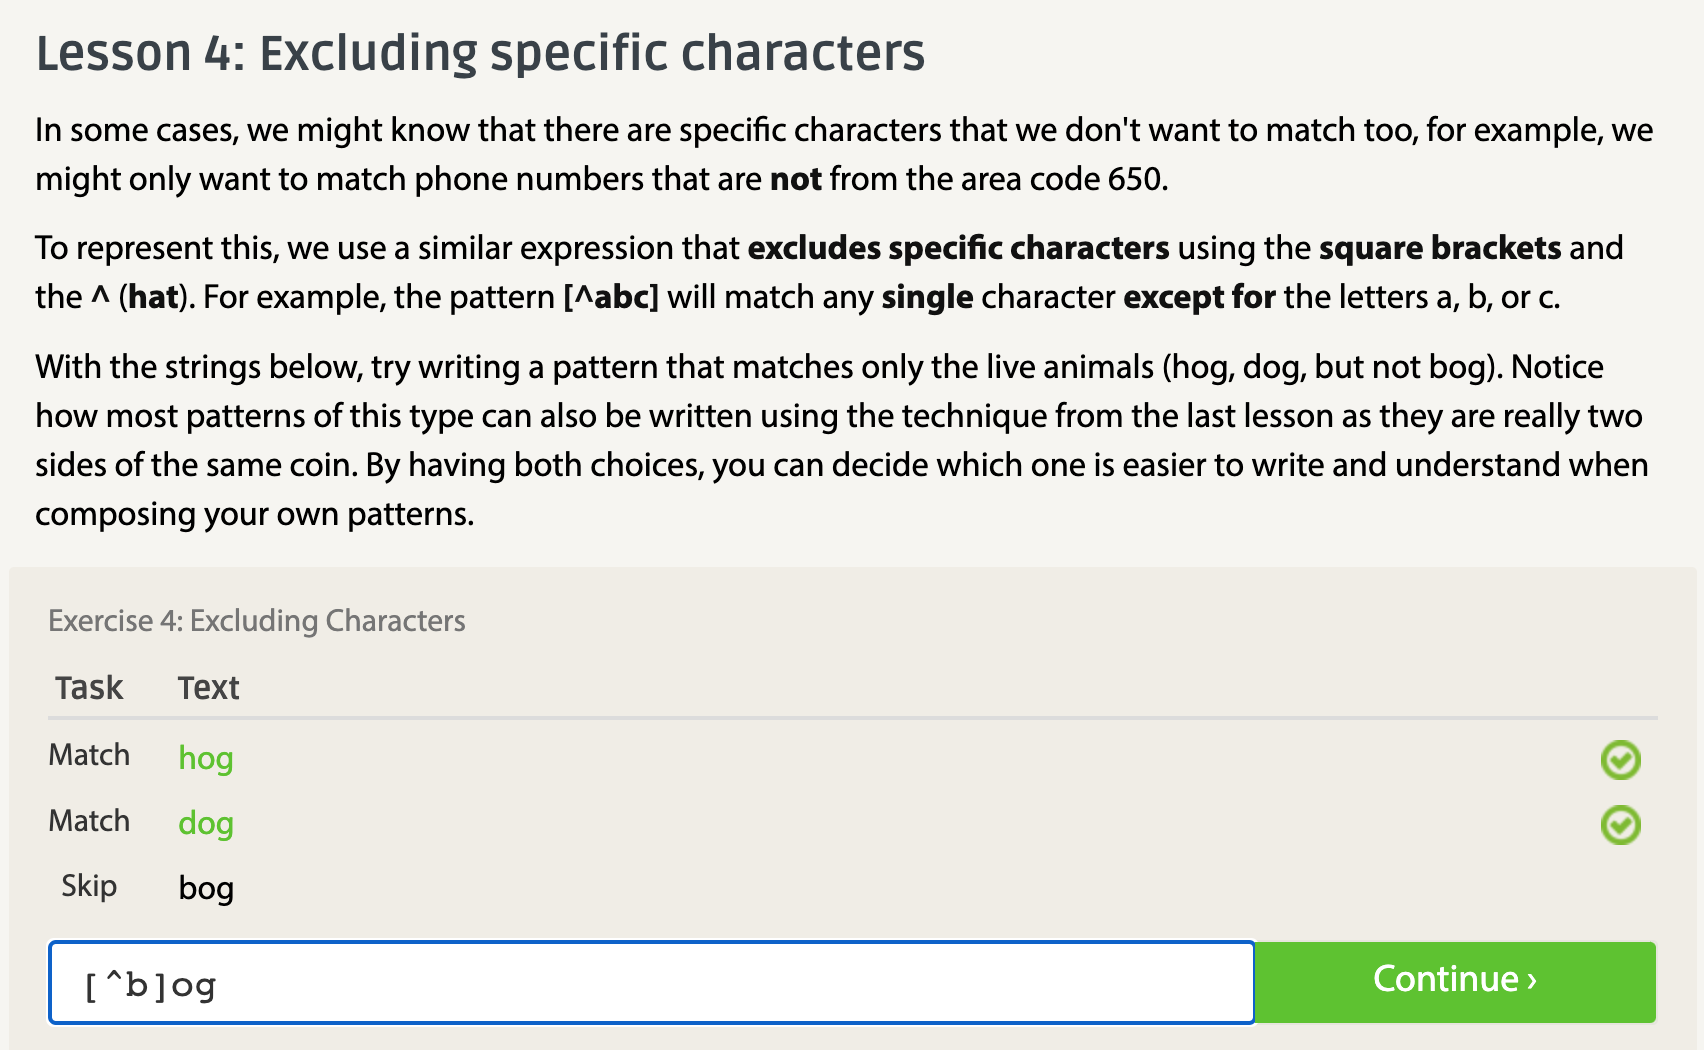 Lesson 4: Excluding specific characters
In some cases, we might know that there are specific characters that we don't want to match too, for example, we
might only want to match phone numbers that are not from the area code 650.
To represent this, we use a similar expression that excludes specific characters using the square brackets and
the ^ (hat). For example, the pattern [^abc] will match any single character except for the letters a, b, or c.
With the strings below, try writing a pattern that matches only the live animals (hog, dog, but not bog). Notice
how most patterns of this type can also be written using the technique from the last lesson as they are really two
sides of the same coin. By having both choices, you can decide which one is easier to write and understand when
composing your own patterns.
Exercise 4: Excluding Characters
Task Text
Match hog
Match dog
Skip bog
[^b]og
Continue ›